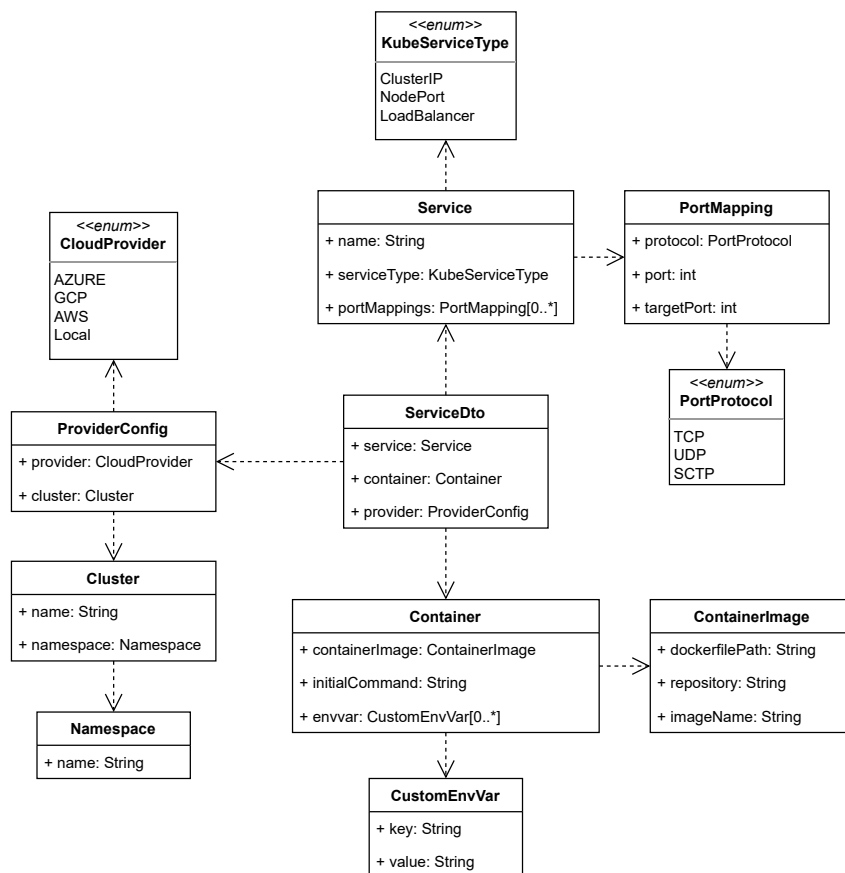 <<enum>>
KubeServiceType
ClusterIP
NodePort
LoadBalancer
Service
+ name: String
+ serviceType: KubeServiceType
+ portMappings: PortMapping[0..*]
PortMapping
+ protocol: PortProtocol
+ port: int
+ targetPort: int
<<enum>>
CloudProvider
AZURE
GCP
AWS
Local
<<enum>>
PortProtocol
TCP
UDP
SCTP
ProviderConfig
+ provider: CloudProvider
+ cluster: Cluster
ServiceDto
+ service: Service
+ container: Container
+ provider: ProviderConfig
Cluster
+ name: String
+ namespace: Namespace
Container
+ containerImage: ContainerImage
+ initialCommand: String
+ envvar: CustomEnvVar[0..*]
ContainerImage
+ dockerfilePath: String
+ repository: String
+ imageName: String
Namespace
+ name: String
CustomEnvVar
+ key: String
+ value: String